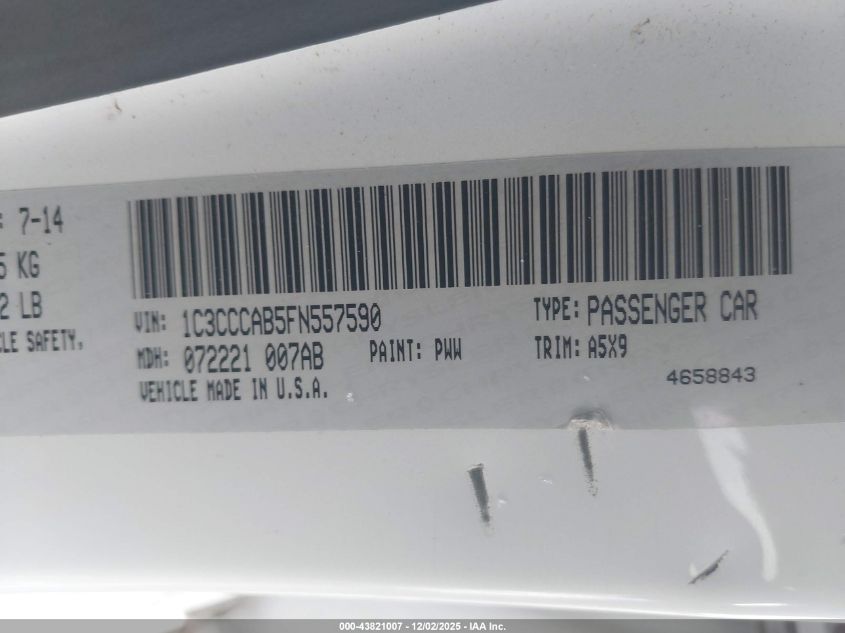 : 7-14
5 KG
2 LB
CLE SAFETY,
VIN: 1C3CCCAB5FN557590
TYPE: PASSENGER CAR
MDH: 072221 007AB
PAINT: PWW
TRIM: A5X9
VEHICLE MADE IN U.S.A.
4658843
000-43821007 - 12/02/2025 - IAA Inc.